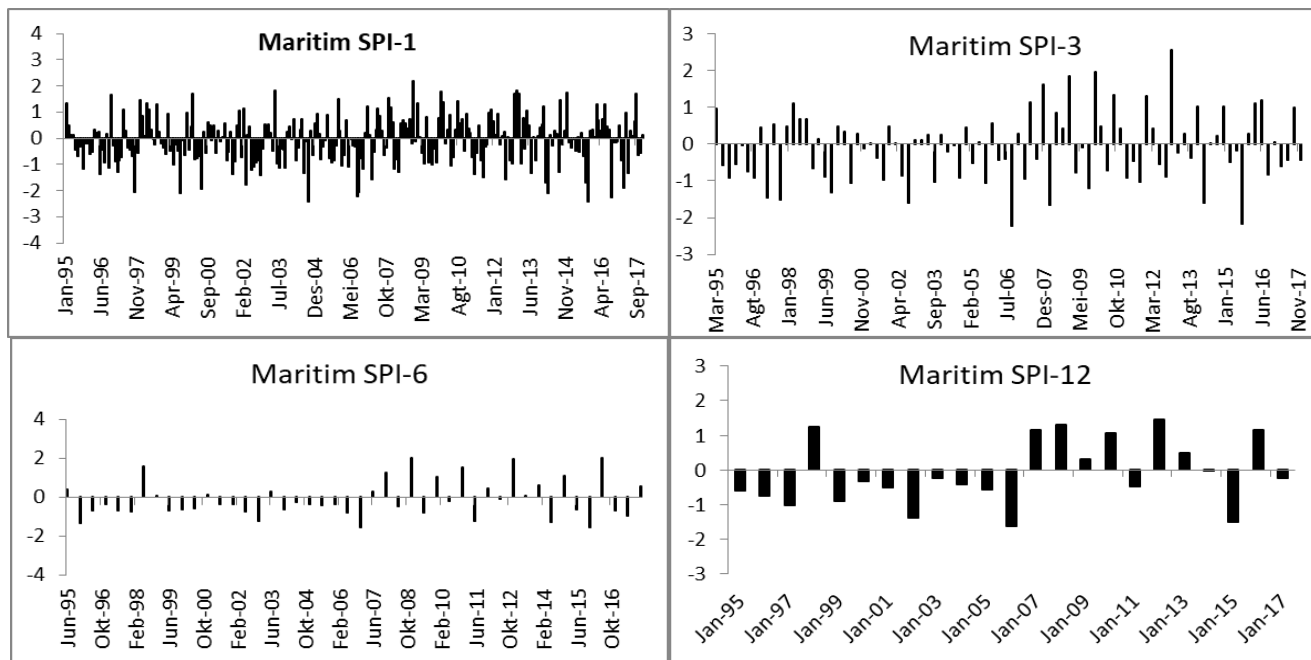 Maritim SPI-1
4
3
2
1
0
-1
-2
-3
-4
Jan-95
Jun-96
Nov-97
Apr-99
Sep-00
Feb-02
Jul-03
Des-04
Mei-06
Okt-07
Mar-09
Agt-10
Jan-12
Jun-13
Nov-14
Apr-16
Sep-17
Maritim SPI-3
3
2
1
0
-1
-2
-3
Mar-95
Agt-96
Jan-98
Jun-99
Nov-00
Apr-02
Sep-03
Feb-05
Jul-06
Des-07
Mei-09
Okt-10
Mar-12
Agt-13
Jan-15
Jun-16
Nov-17
Maritim SPI-6
4
2
0
-2
-4
Jun-95
Okt-96
Feb-98
Jun-99
Okt-00
Feb-02
Jun-03
Okt-04
Feb-06
Jun-07
Okt-08
Feb-10
Jun-11
Okt-12
Feb-14
Jun-15
Okt-16
Maritim SPI-12
3
2
1
0
-1
-2
-3
Jan-95
Jan-97
Jan-99
Jan-01
Jan-03
Jan-05
Jan-07
Jan-09
Jan-11
Jan-13
Jan-15
Jan-17